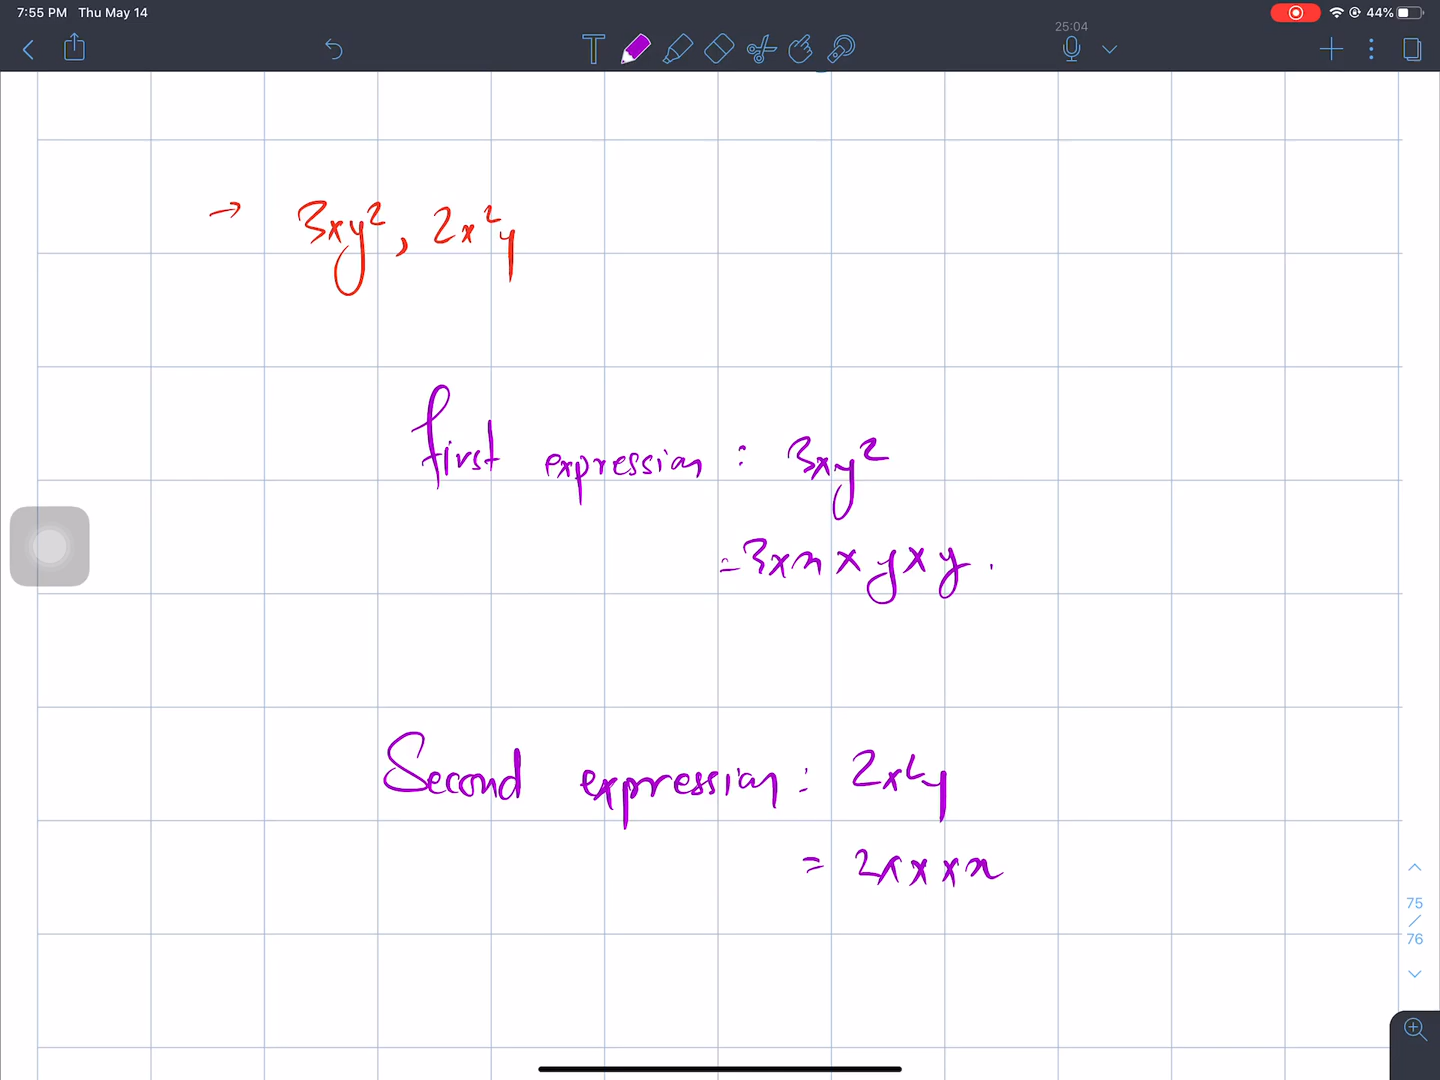 7:55 PM Thu May 14
44%
25:04
→ 3xy², 2x²y
First expression : 3xy²
= 3 × x × y × y .
Second expression : 2x²y
= 2 × x × x
75
/
76